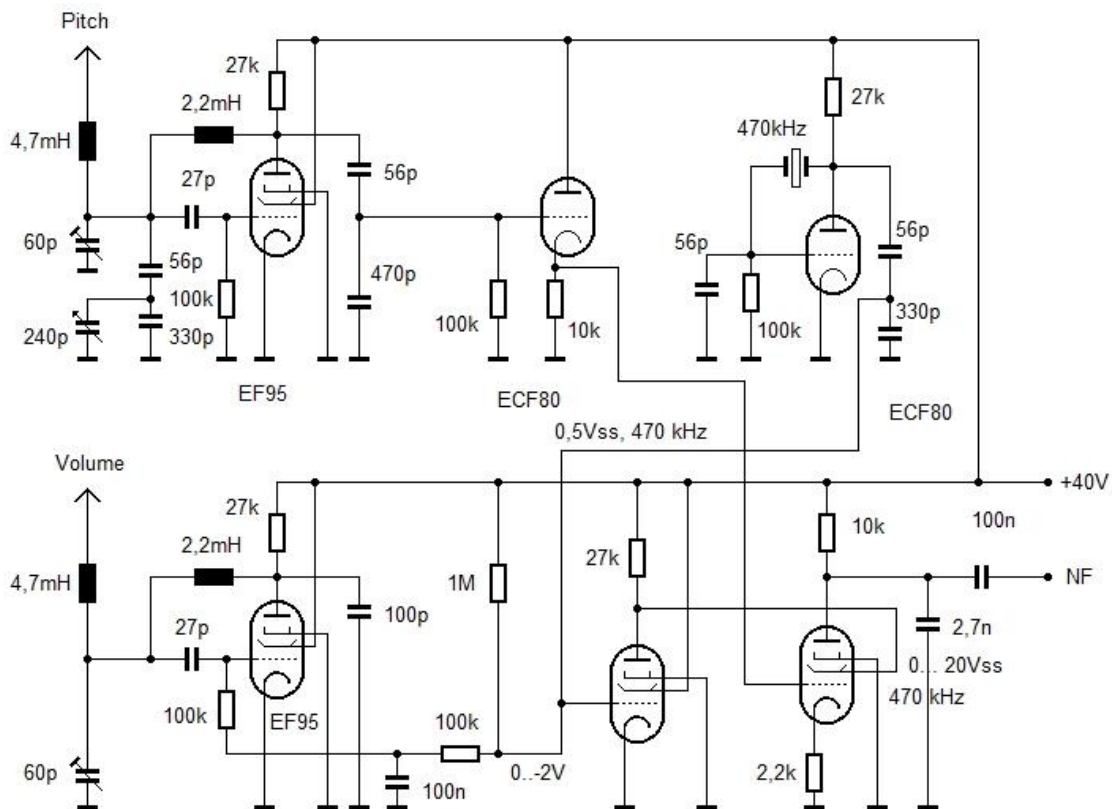 Pitch
27k
2,2mH
4,7mH
27p
60p
56p
240p
100k
330p
EF95
56p
470p
100k
10k
ECF80
27k
470kHz
56p
56p
100k
330p
ECF80
0,5Vss, 470 kHz
Volume
27k
2,2mH
4,7mH
27p
100k
EF95
60p
100p
1M
100k
100n
0..-2V
27k
10k
+40V
100n
NF
2,7n
0... 20Vss
470 kHz
2,2k